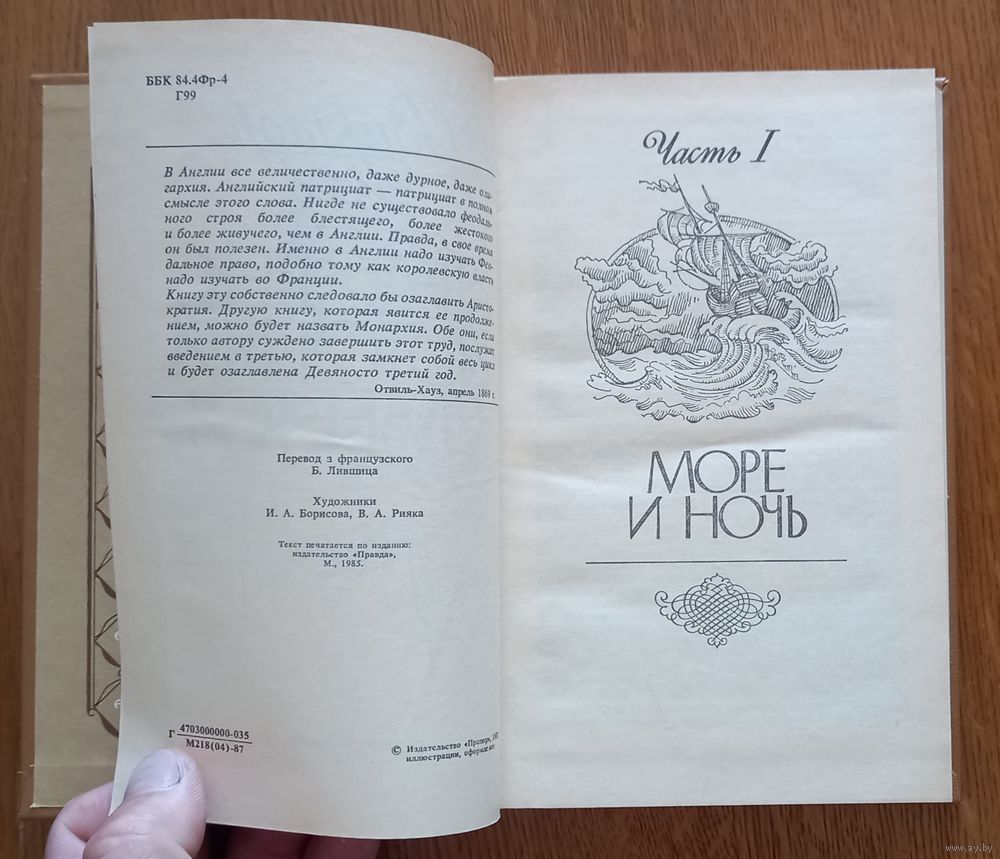 ББК 84.4Фр-4
Г99
В Англии все величественно, даже дурное, даже оли-
гархия. Английский патрициат — патрициат в полном
смысле этого слова. Нигде не существовало феодаль-
ного строя более блестящего, более жестокого
и более живучего, чем в Англии. Правда, в свое время
он был полезен. Именно в Англии надо изучать Фео-
дальное право, подобно тому как королевскую власть
надо изучать во Франции.
Книгу эту собственно следовало бы озаглавить Аристо-
кратия. Другую книгу, которая явится ее продолже-
нием, можно будет назвать Монархия. Обе они, если
только автору суждено завершить этот труд, послужат
введением в третью, которая замкнет собой весь цикл
и будет озаглавлена Девяносто третий год.
Отвиль-Хауз, апрель 1869 г.
Перевод з французского
Б. Лившица
Художники
И. А. Борисова, В. А. Рияка
Текст печатается по изданию:
издательство «Правда»,
М., 1985.
Г 4703000000-035
М218(04)-87
© Издательство «Прапор»,
иллюстрации,
Часть I
МОРЕ
И НОЧЬ
www.ay.by